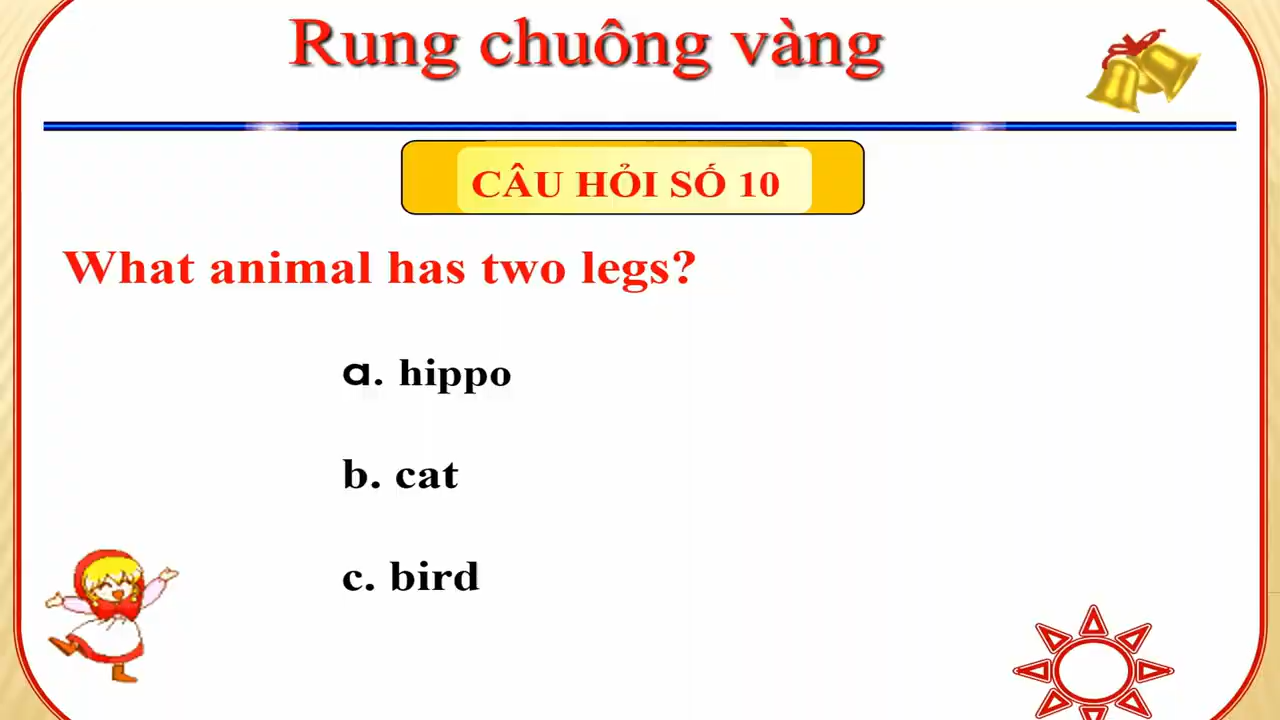 Rung chuông vàng
CÂU HỎI SỐ 10
What animal has two legs?
a. hippo
b. cat
c. bird